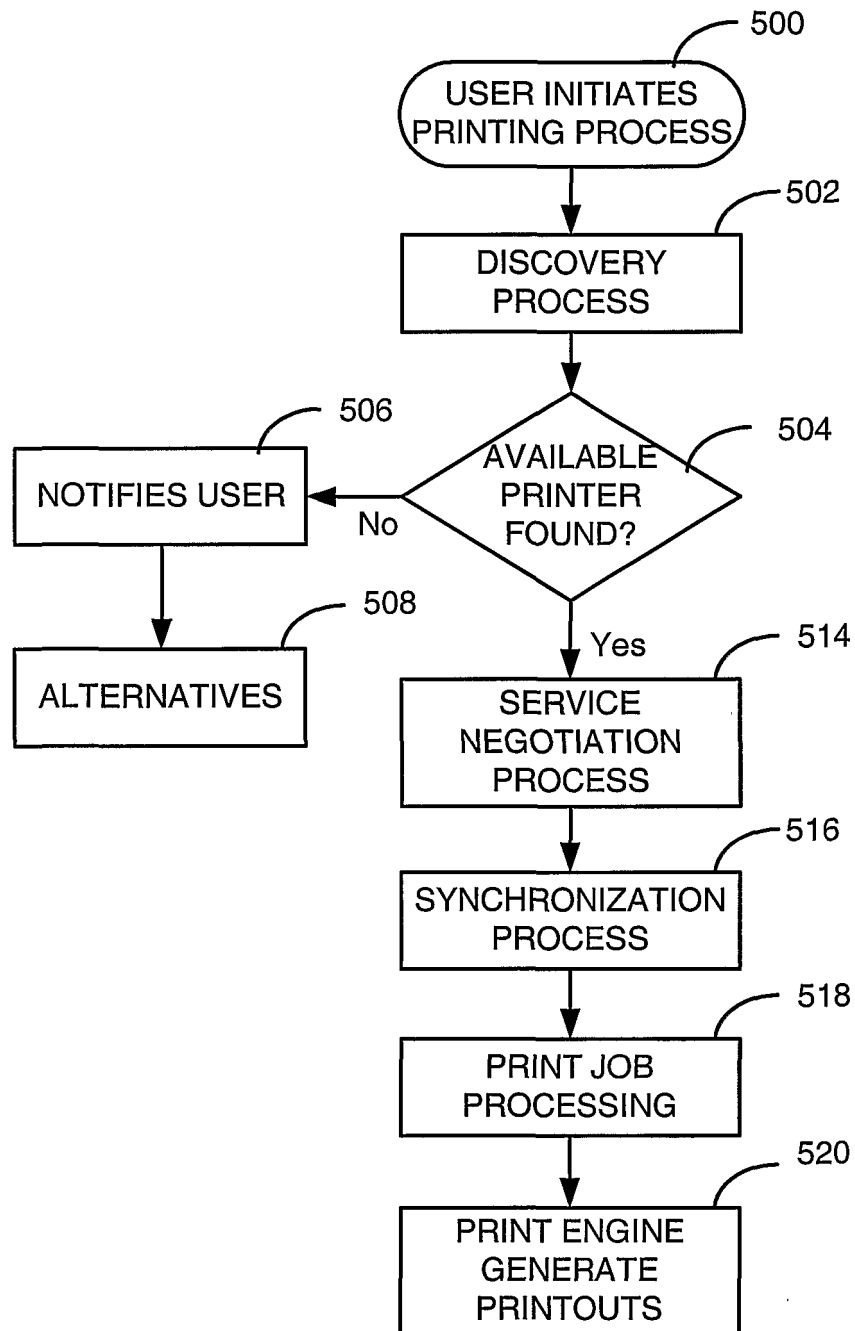 500
USER INITIATES
PRINTING PROCESS
502
DISCOVERY
PROCESS
504
AVAILABLE
PRINTER
FOUND?
506
NOTIFIES USER
No
508
ALTERNATIVES
Yes
514
SERVICE
NEGOTIATION
PROCESS
516
SYNCHRONIZATION
PROCESS
518
PRINT JOB
PROCESSING
520
PRINT ENGINE
GENERATE
PRINTOUTS